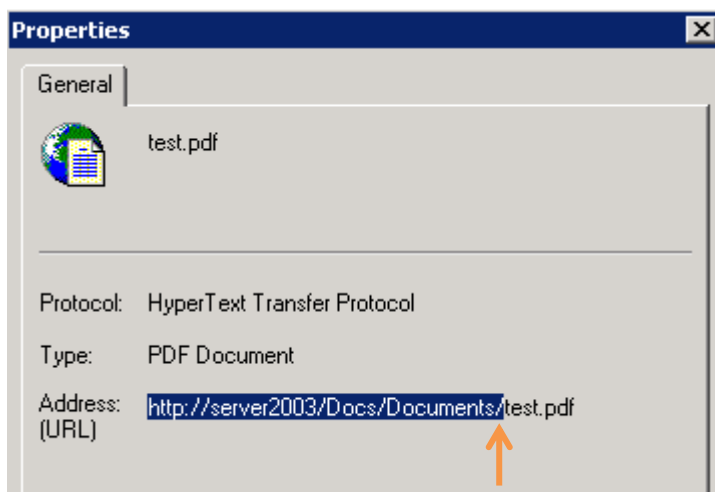 Properties
General
test.pdf
Protocol: HyperText Transfer Protocol
Type: PDF Document
Address: http://server2003/Docs/Documents/test.pdf
(URL)